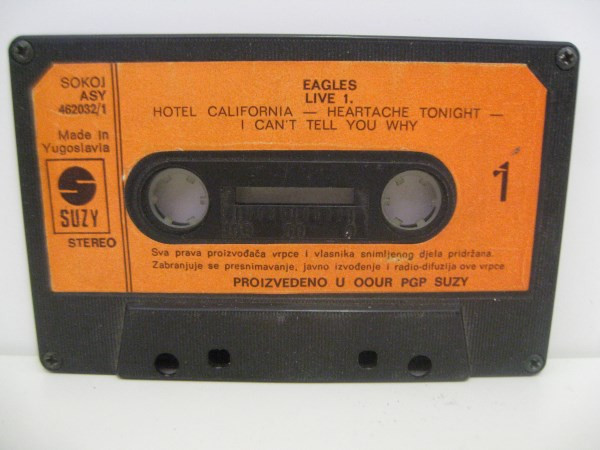 SOKOJ
ASY
462032/1
Made in
Yugoslavia
SUZY
STEREO
EAGLES
LIVE 1.
HOTEL CALIFORNIA — HEARTACHE TONIGHT —
I CAN'T TELL YOU WHY
1
Sva prava proizvođača vrpce i vlasnika snimljenog djela pridržana.
Zabranjuje se presnimavanje, javno izvođenje i radio-difuzija ove vrpce
PROIZVEDENO U OOUR PGP SUZY